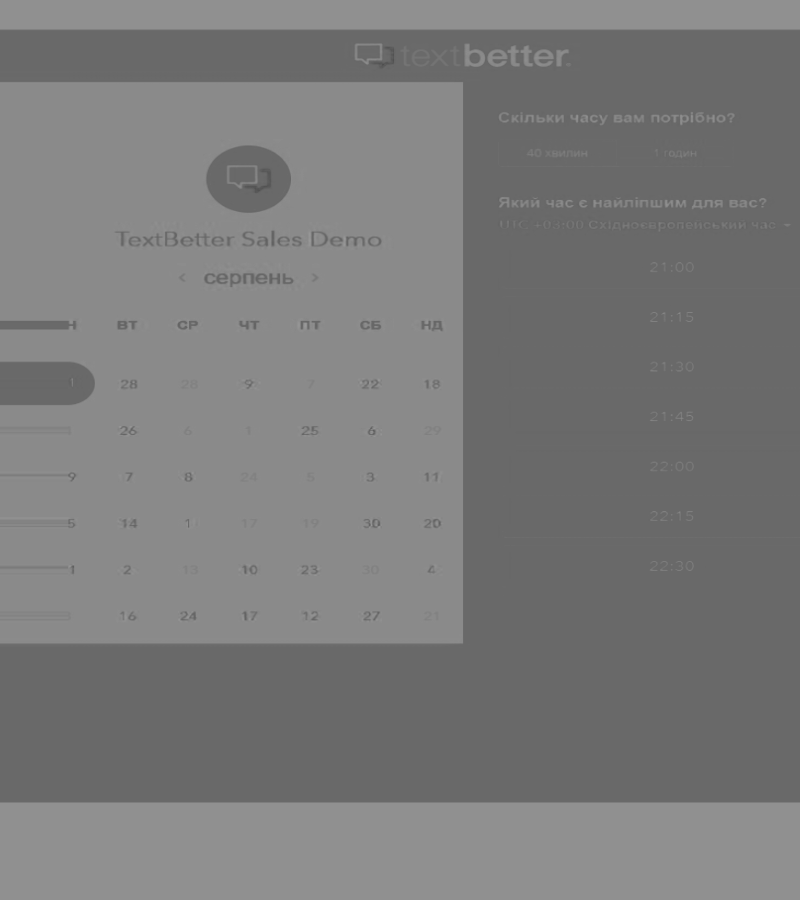 textbetter
TextBetter Sales Demo
‹ серпень ›
Н ВТ СР ЧТ ПТ СБ НД
1 28 28 9 7 22 18
26 6 1 25 6 29
9 7 8 24 5 3 11
5 14 1 17 19 30 20
1 2 13 10 23 30 4
16 24 17 12 27 21
Скільки часу вам потрібно?
40 хвилин 1 годин
Який час є найліпшим для вас?
UTC +03:00 Східноєвропейський час
21:00
21:15
21:30
21:45
22:00
22:15
22:30